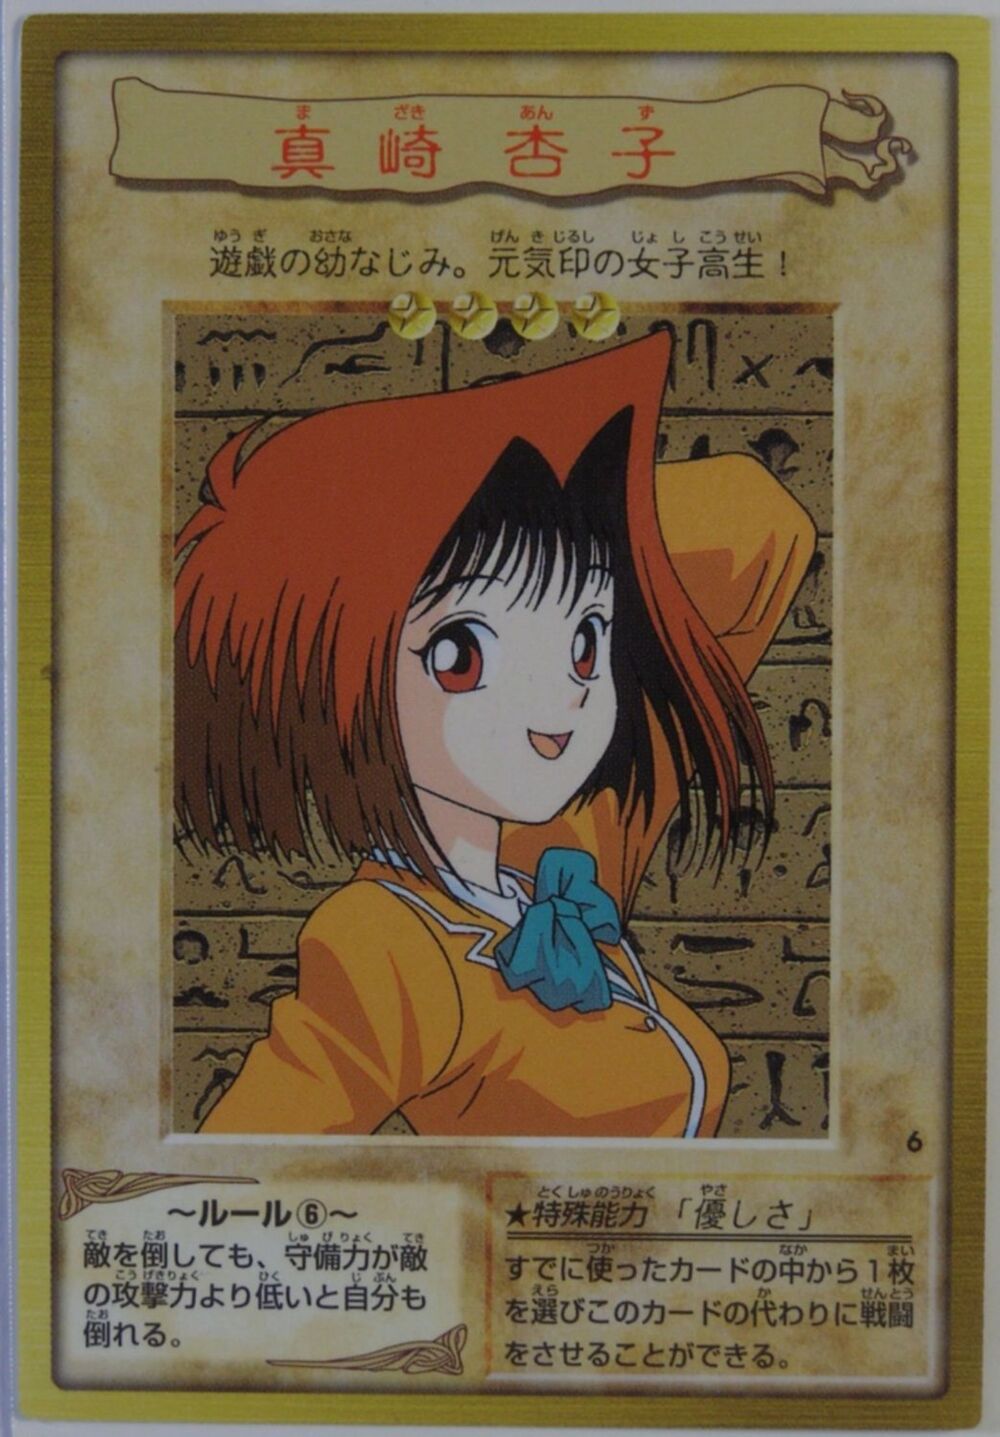 真崎杏子
遊戯の幼なじみ。元気印の女子高生！
6
～ルール⑥～
敵を倒しても、守備力が敵
の攻撃力より低いと自分も
倒れる。
★特殊能力「優しさ」
すでに使ったカードの中から１枚
を選びこのカードの代わりに戦闘
をさせることができる。